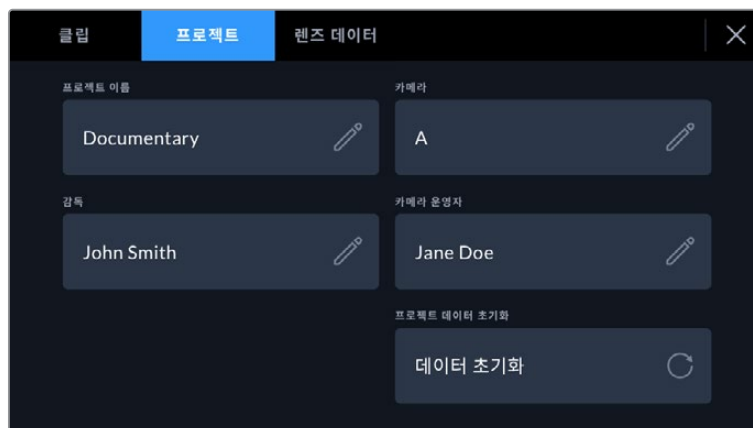 클립 프로젝트 렌즈 데이터
프로젝트 이름 카메라
Documentary A
감독 카메라 운영자
John Smith Jane Doe
프로젝트 데이터 초기화
데이터 초기화